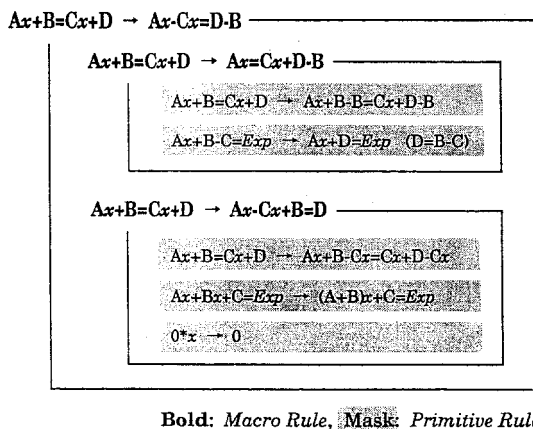 Ax+B=Cx+D → Ax-Cx=D-B
Ax+B=Cx+D → Ax=Cx+D-B
Ax+B=Cx+D → Ax+B-B=Cx+D-B
Ax+B-C=Exp → Ax+D=Exp (D=B-C)
Ax+B=Cx+D → Ax-Cx+B=D
Ax+B=Cx+D → Ax+B-Cx=Cx+D-Cx
Ax+Bx+C=Exp → (A+B)x+C=Exp
0*x → 0
Bold: Macro Rule, Mask: Primitive Rule